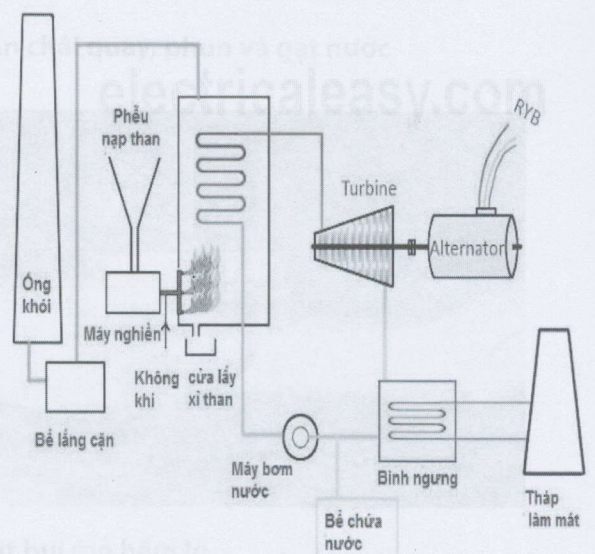 electricaleasy.com
RYB
Phểu
nạp than
Turbine
Alternator
Ống
khói
Máy nghiền
Không
khí
cửa lấy
xỉ than
Bể lắng cặn
Máy bơm
nước
Bình ngưng
Tháp
làm mát
Bể chứa
nước